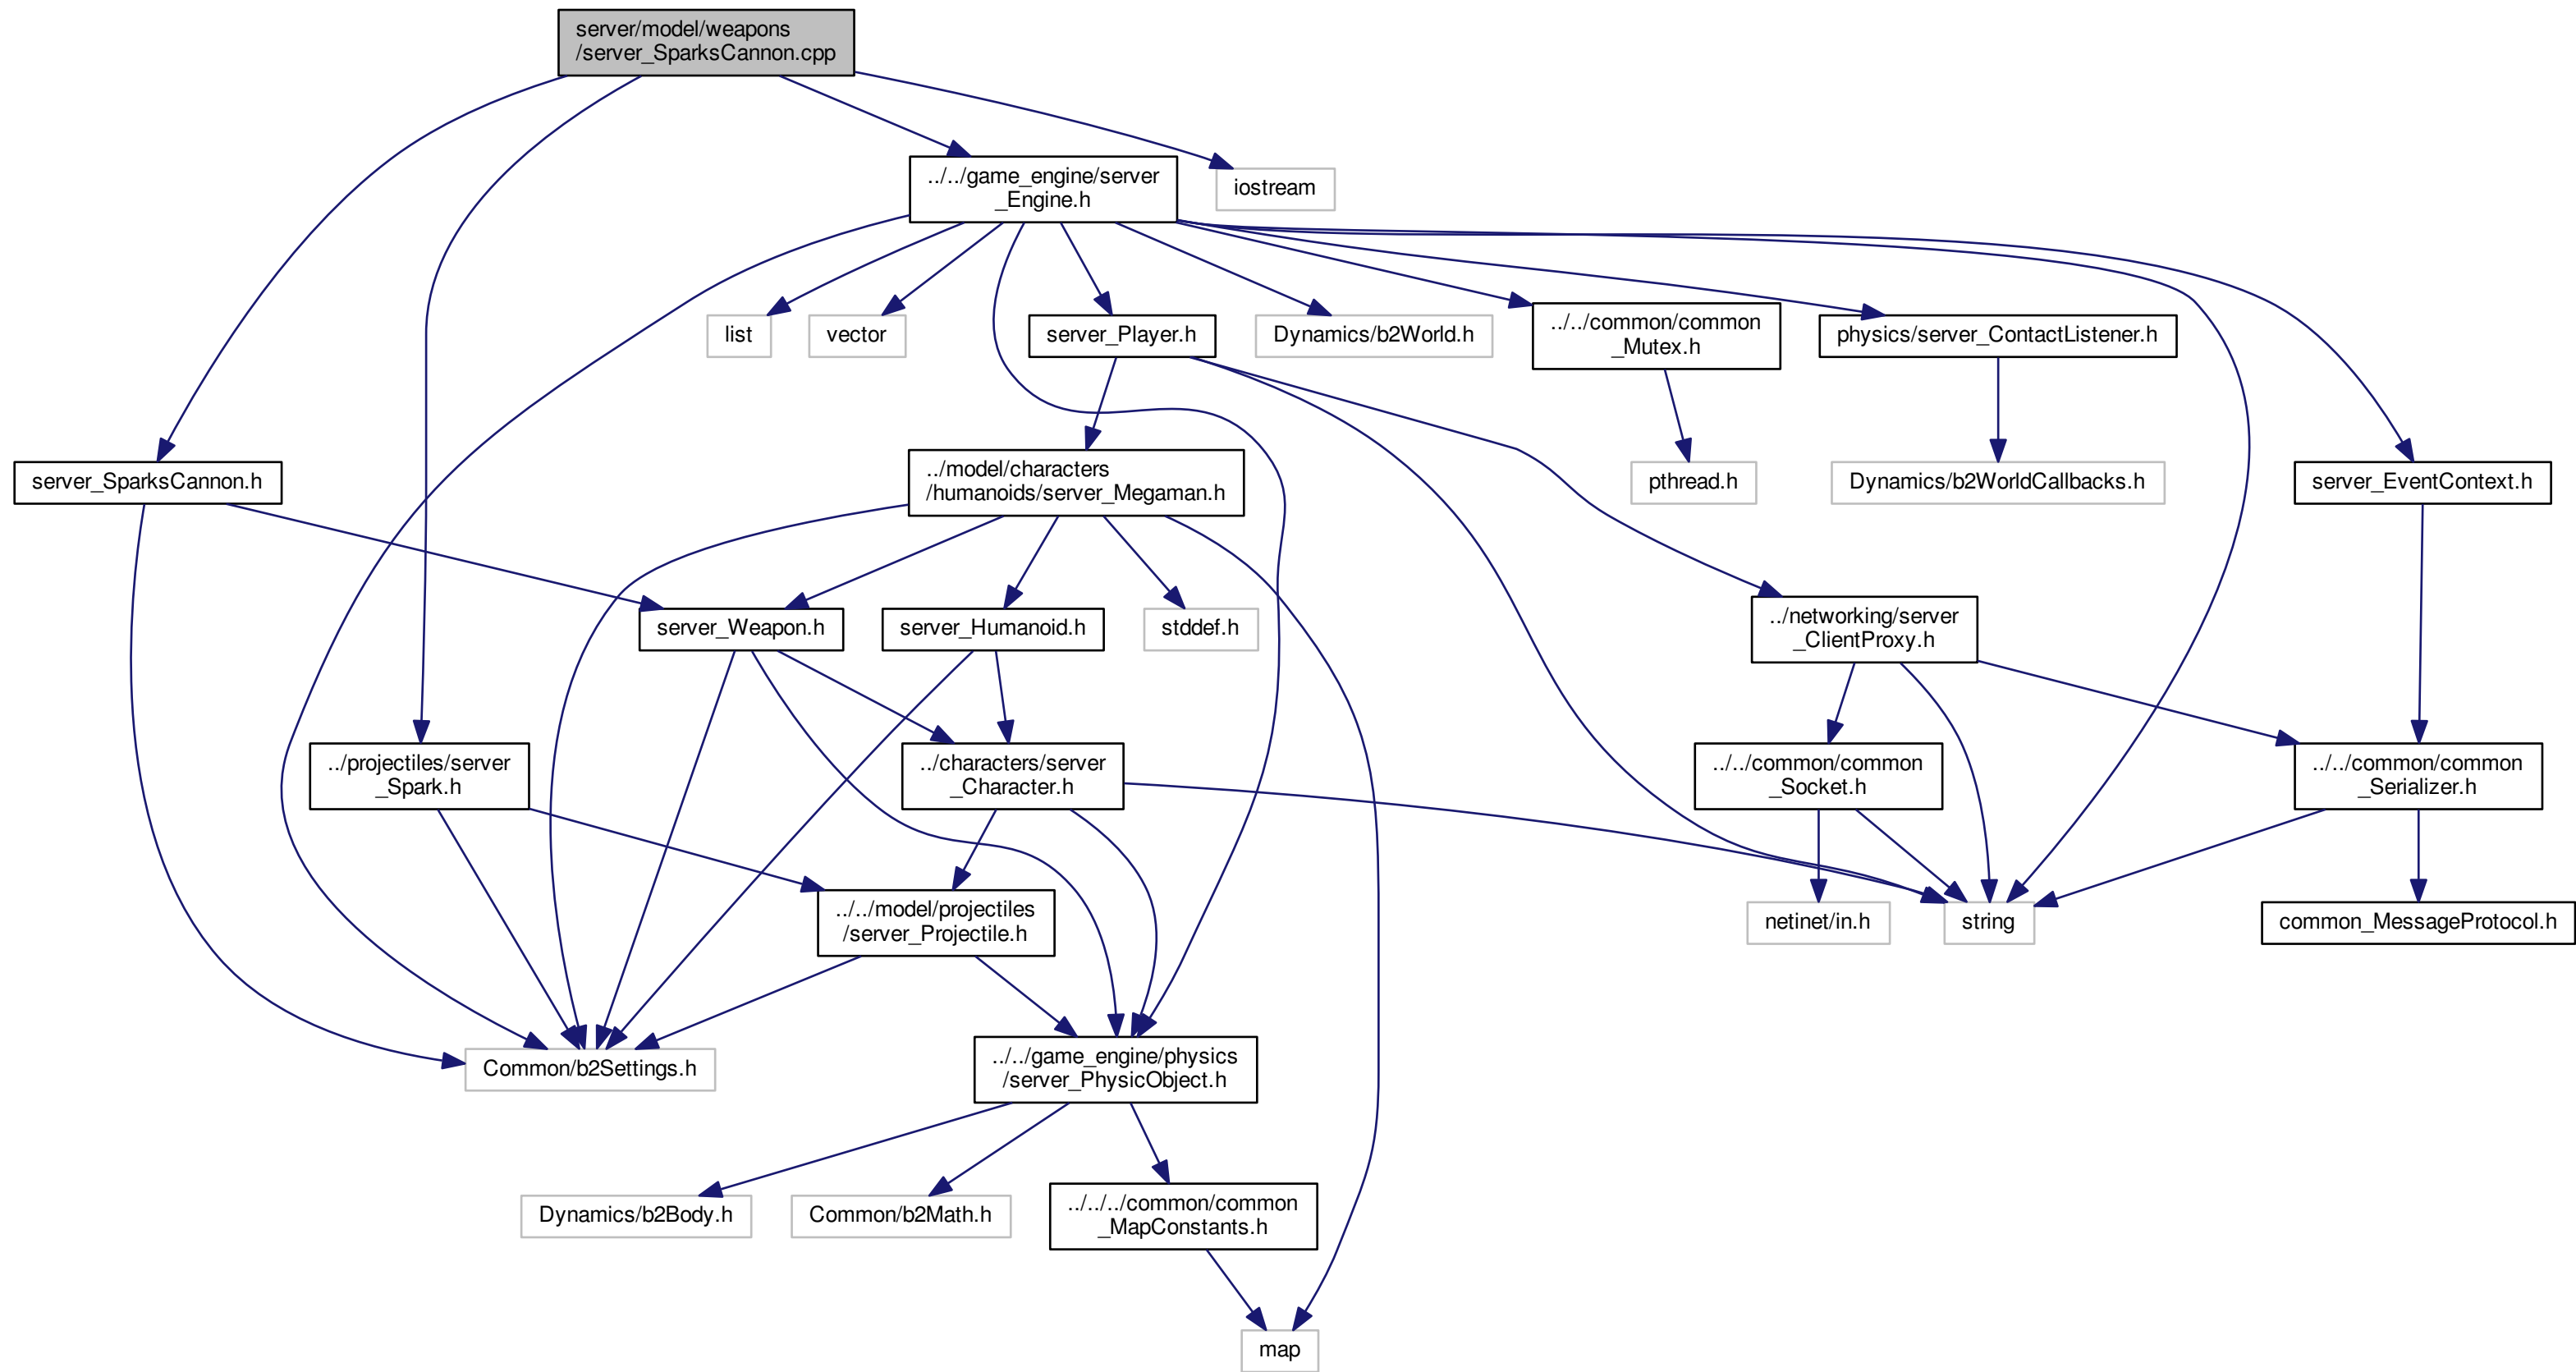 server/model/weapons
/server_SparksCannon.cpp
../../game_engine/server
_Engine.h
iostream
list
vector
server_Player.h
Dynamics/b2World.h
../../common/common
_Mutex.h
physics/server_ContactListener.h
server_SparksCannon.h
../model/characters
/humanoids/server_Megaman.h
pthread.h
Dynamics/b2WorldCallbacks.h
server_EventContext.h
server_Weapon.h
server_Humanoid.h
stddef.h
../networking/server
_ClientProxy.h
../projectiles/server
_Spark.h
../characters/server
_Character.h
../../common/common
_Socket.h
../../common/common
_Serializer.h
../../model/projectiles
/server_Projectile.h
netinet/in.h
string
common_MessageProtocol.h
Common/b2Settings.h
../../game_engine/physics
/server_PhysicObject.h
Dynamics/b2Body.h
Common/b2Math.h
../../../common/common
_MapConstants.h
map